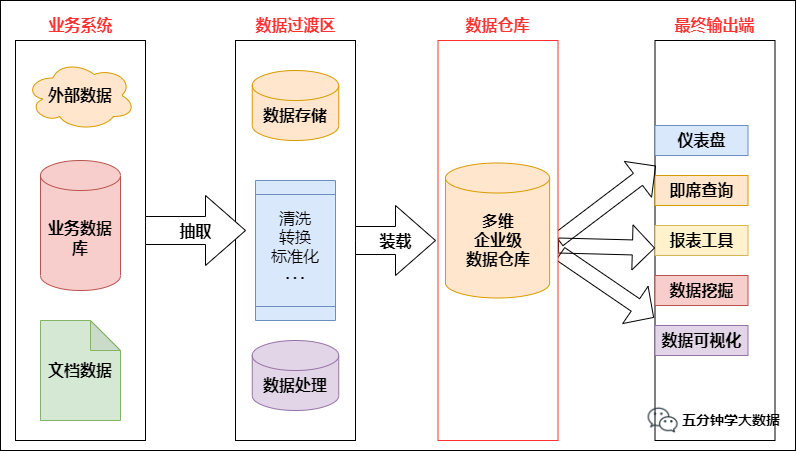 业务系统
数据过渡区
数据仓库
最终输出端
外部数据
业务数据
库
文档数据
抽取
数据存储
清洗
转换
标准化
...
数据处理
装载
多维
企业级
数据仓库
仪表盘
即席查询
报表工具
数据挖掘
数据可视化
五分钟学大数据